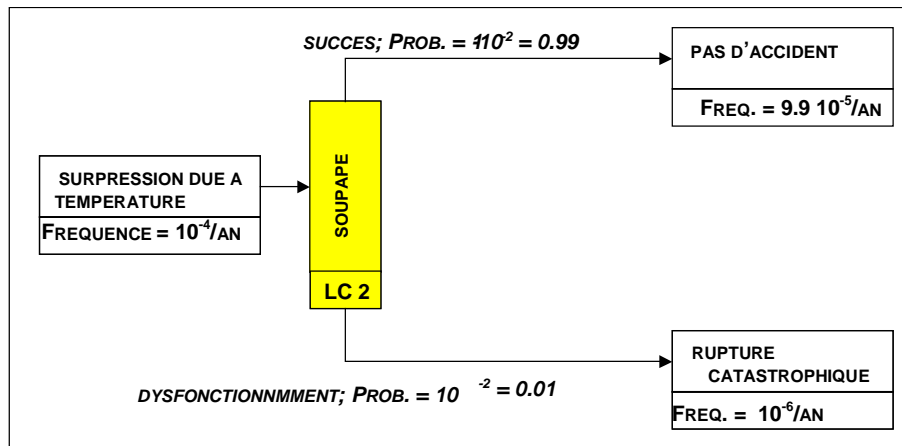 SUCCES; PROB. = 1-10⁻² = 0.99
PAS D'ACCIDENT
FREQ. = 9.9 10⁻⁵/AN
SURPRESSION DUE A
TEMPERATURE
FREQUENCE = 10⁻⁴/AN
SOUPAPE
LC 2
DYSFONCTIONNMMENT; PROB. = 10 ⁻² = 0.01
RUPTURE
CATASTROPHIQUE
FREQ. = 10⁻⁶/AN